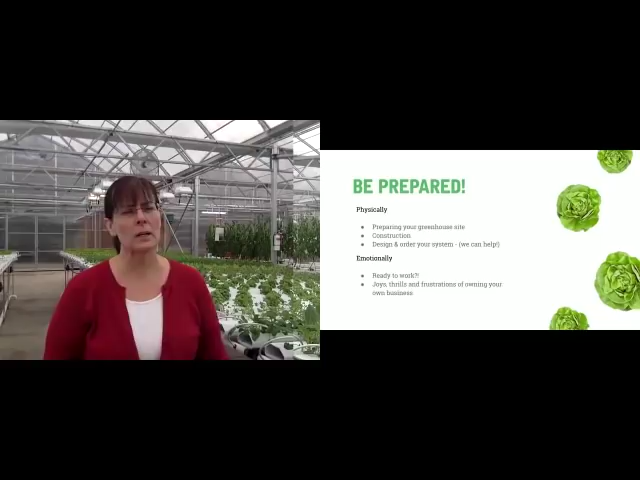 BE PREPARED!
Physically
● Preparing your greenhouse site
● Construction
● Design & order your system - (we can help!)
Emotionally
● Ready to work?!
● Joys, thrills and frustrations of owning your
own business